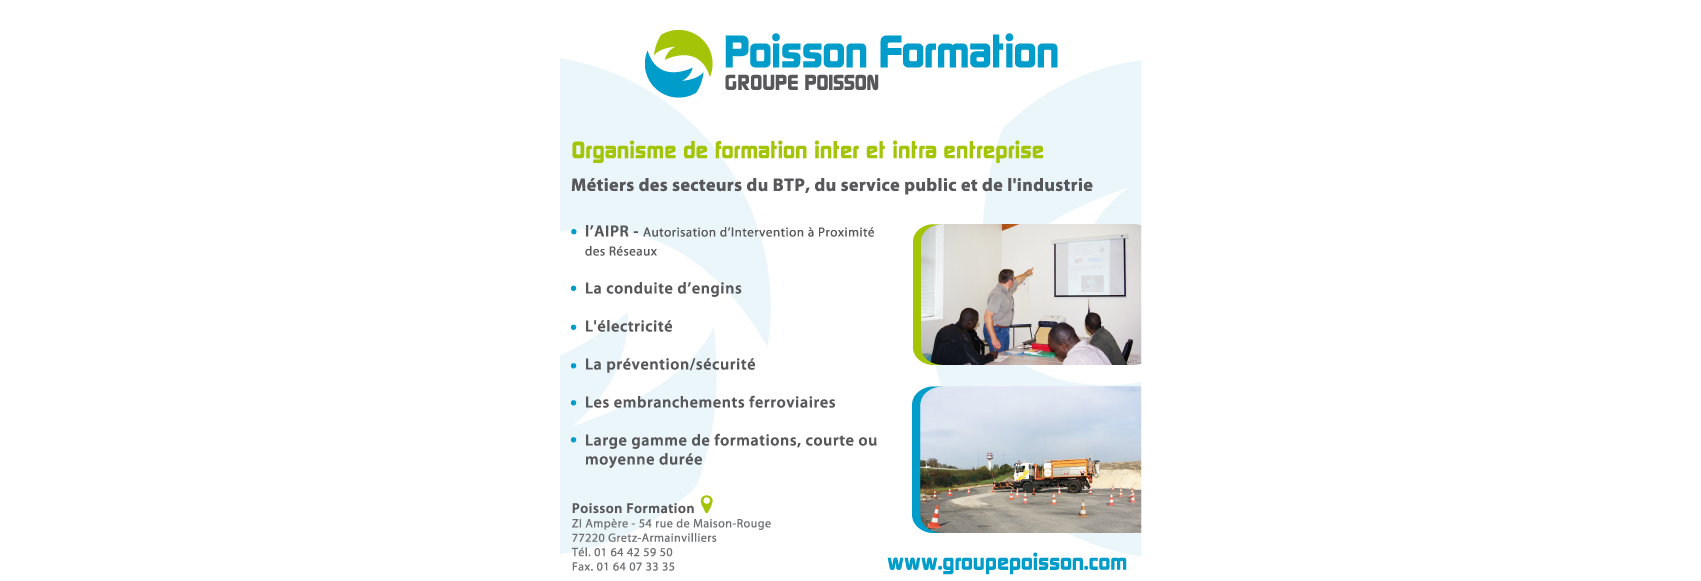 Poisson Formation
GROUPE POISSON
Organisme de formation inter et intra entreprise
Métiers des secteurs du BTP, du service public et de l'industrie
• l’AIPR - Autorisation d’Intervention à Proximité
des Réseaux
• La conduite d’engins
• L'électricité
• La prévention/sécurité
• Les embranchements ferroviaires
• Large gamme de formations, courte ou
moyenne durée
Poisson Formation
ZI Ampère - 54 rue de Maison-Rouge
77220 Gretz-Armainvilliers
Tél. 01 64 42 59 50
Fax. 01 64 07 33 35
www.groupepoisson.com